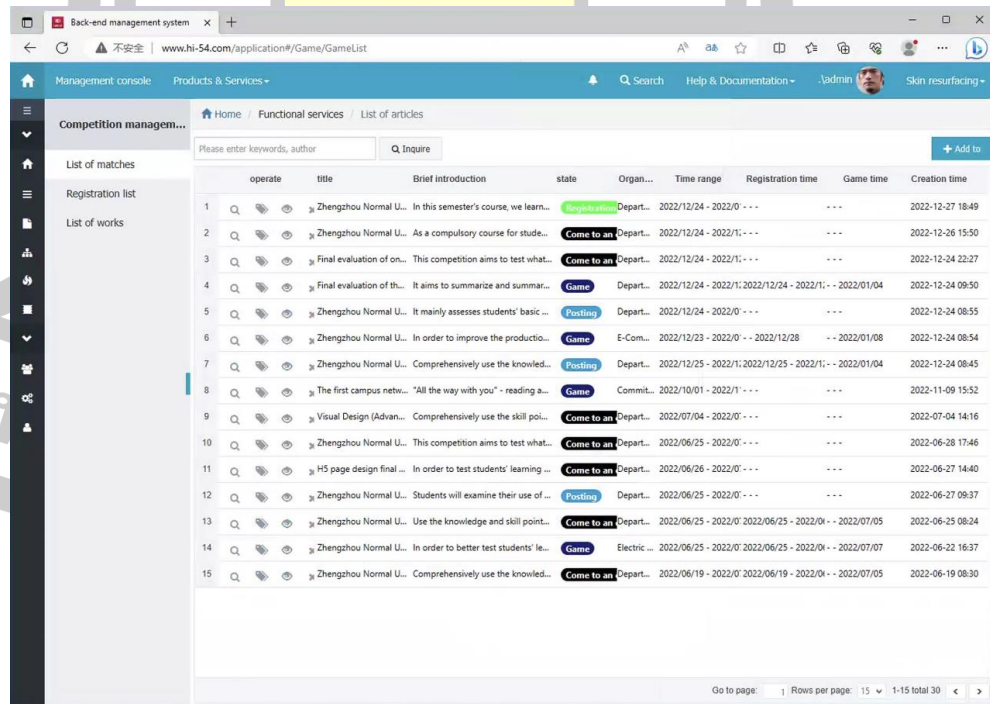 Back-end management system
不安全 www.hi-54.com/application#/Game/GameList
Management console Products & Services Search Help & Documentation .\admin Skin resurfacing
Competition managem...
List of matches
Registration list
List of works
Home / Functional services / List of articles
Please enter keywords, author Inquire + Add to
operate title Brief introduction state Organ... Time range Registration time Game time Creation time
1 Zhengzhou Normal U... In this semester's course, we learn... Registration Depart... 2022/12/24 - 2022/0 - - - - - - 2022-12-27 18:49
2 Zhengzhou Normal U... As a compulsory course for stude... Come to an Depart... 2022/12/24 - 2022/1 - - - - - - 2022-12-26 15:50
3 Final evaluation of on... This competition aims to test what... Come to an Depart... 2022/12/24 - 2022/1 - - - - - - 2022-12-24 22:27
4 Final evaluation of th... It aims to summarize and summar... Game Depart... 2022/12/24 - 2022/1 2022/12/24 - 2022/1 - - 2022/01/04 2022-12-24 09:50
5 Zhengzhou Normal U... It mainly assesses students' basic ... Posting Depart... 2022/12/24 - 2022/0 - - - - - - 2022-12-24 08:55
6 Zhengzhou Normal U... In order to improve the productio... Game E-Com... 2022/12/23 - 2022/0 - - 2022/12/28 - - 2022/01/08 2022-12-24 08:54
7 Zhengzhou Normal U... Comprehensively use the knowled... Posting Depart... 2022/12/25 - 2022/1 2022/12/25 - 2022/1 - - 2022/01/04 2022-12-24 08:45
8 The first campus netw... "All the way with you" - reading a... Game Commit... 2022/10/01 - 2022/1 - - - - - - 2022-11-09 15:52
9 Visual Design (Advan... Comprehensively use the skill poi... Come to an Depart... 2022/07/04 - 2022/0 - - - - - - 2022-07-04 14:16
10 Zhengzhou Normal U... This competition aims to test what... Come to an Depart... 2022/06/25 - 2022/0 - - - - - - 2022-06-28 17:46
11 H5 page design final ... In order to test students' learning ... Come to an Depart... 2022/06/26 - 2022/0 - - - - - - 2022-06-27 14:40
12 Zhengzhou Normal U... Students will examine their use of ... Posting Depart... 2022/06/25 - 2022/0 - - - - - - 2022-06-27 09:37
13 Zhengzhou Normal U... Use the knowledge and skill point... Come to an Depart... 2022/06/25 - 2022/0 2022/06/25 - 2022/0 - - 2022/07/05 2022-06-25 08:24
14 Zhengzhou Normal U... In order to better test students' le... Game Electric ... 2022/06/25 - 2022/0 2022/06/25 - 2022/0 - - 2022/07/07 2022-06-22 16:37
15 Zhengzhou Normal U... Comprehensively use the knowled... Come to an Depart... 2022/06/19 - 2022/0 2022/06/19 - 2022/0 - - 2022/07/05 2022-06-19 08:30
Go to page: 1 Rows per page: 15 1-15 total 30